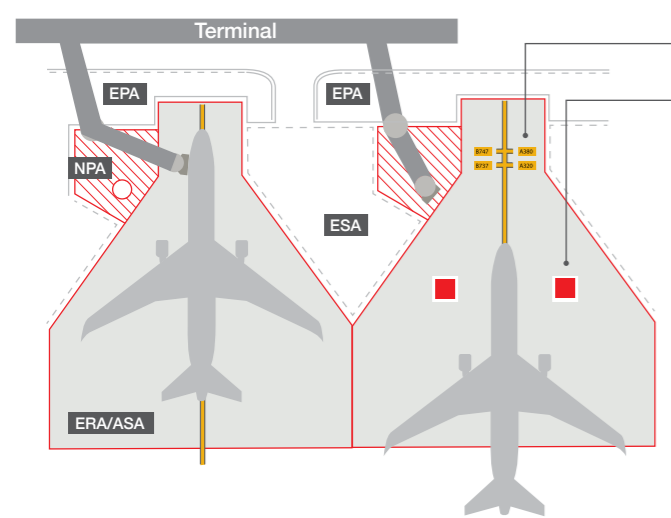 Terminal
EPA
EPA
NPA
B747 A380
B737 A320
ESA
ERA/ASA